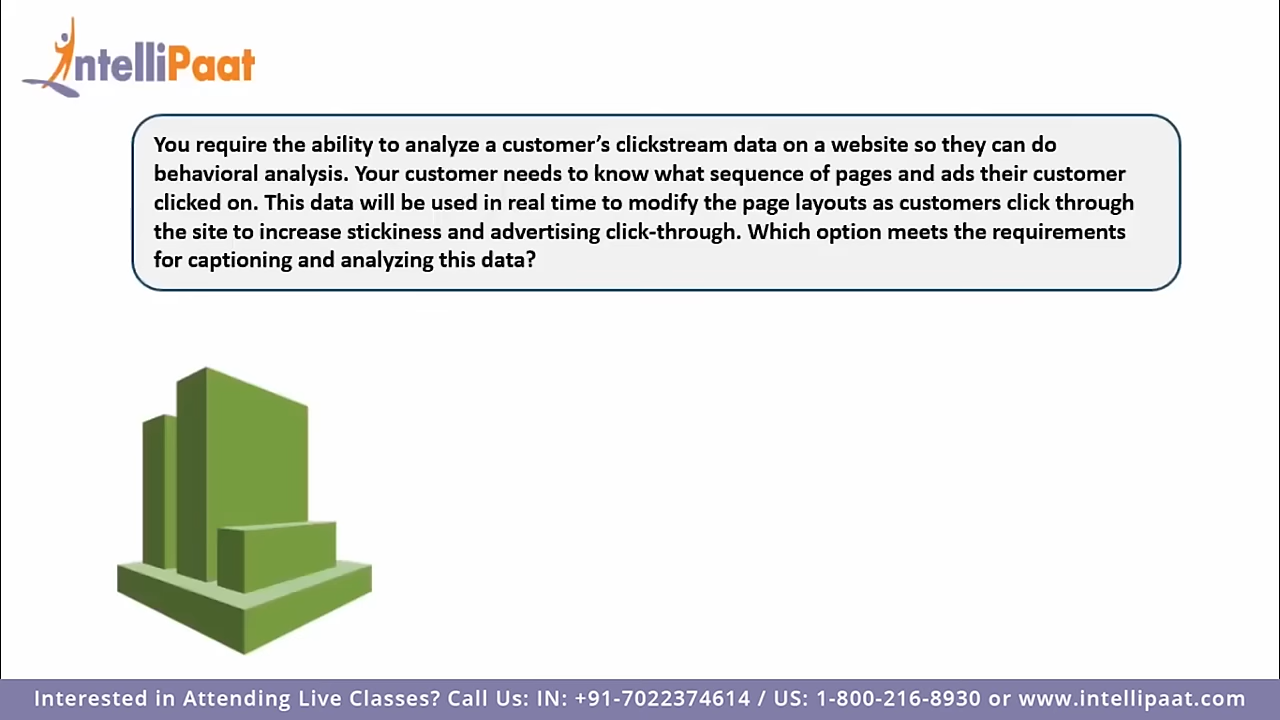 IntelliPaat
You require the ability to analyze a customer’s clickstream data on a website so they can do
behavioral analysis. Your customer needs to know what sequence of pages and ads their customer
clicked on. This data will be used in real time to modify the page layouts as customers click through
the site to increase stickiness and advertising click-through. Which option meets the requirements
for captioning and analyzing this data?
Interested in Attending Live Classes? Call Us: IN: +91-7022374614 / US: 1-800-216-8930 or www.intellipaat.com